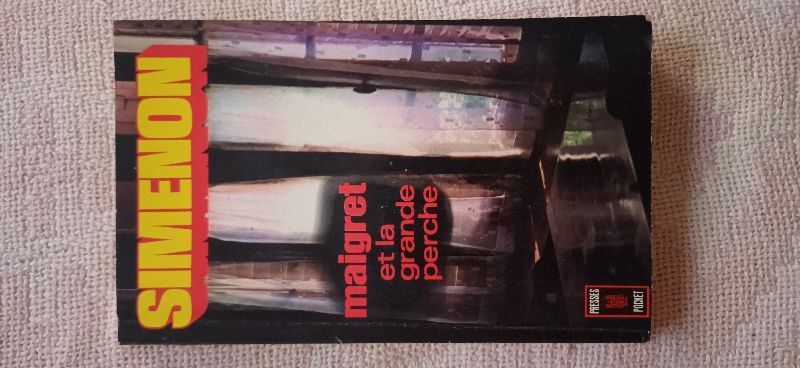 SIMENON
maigret
et la
grande
perche
PRESSES
POCKET